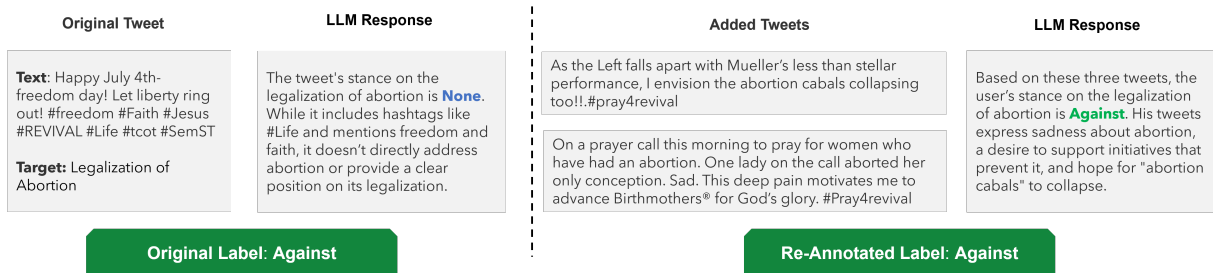 Original Tweet
Text: Happy July 4th-
freedom day! Let liberty ring
out! #freedom #Faith #Jesus
#REVIVAL #Life #tcot #SemST
Target: Legalization of
Abortion
LLM Response
The tweet's stance on the
legalization of abortion is None.
While it includes hashtags like
#Life and mentions freedom and
faith, it doesn't directly address
abortion or provide a clear
position on its legalization.
Original Label: Against
Added Tweets
As the Left falls apart with Mueller's less than stellar
performance, I envision the abortion cabals collapsing
too!!.#pray4revival
On a prayer call this morning to pray for women who
have had an abortion. One lady on the call aborted her
only conception. Sad. This deep pain motivates me to
advance Birthmothers® for God's glory. #Pray4revival
LLM Response
Based on these three tweets, the
user's stance on the legalization
of abortion is Against. His tweets
express sadness about abortion,
a desire to support initiatives that
prevent it, and hope for "abortion
cabals" to collapse.
Re-Annotated Label: Against